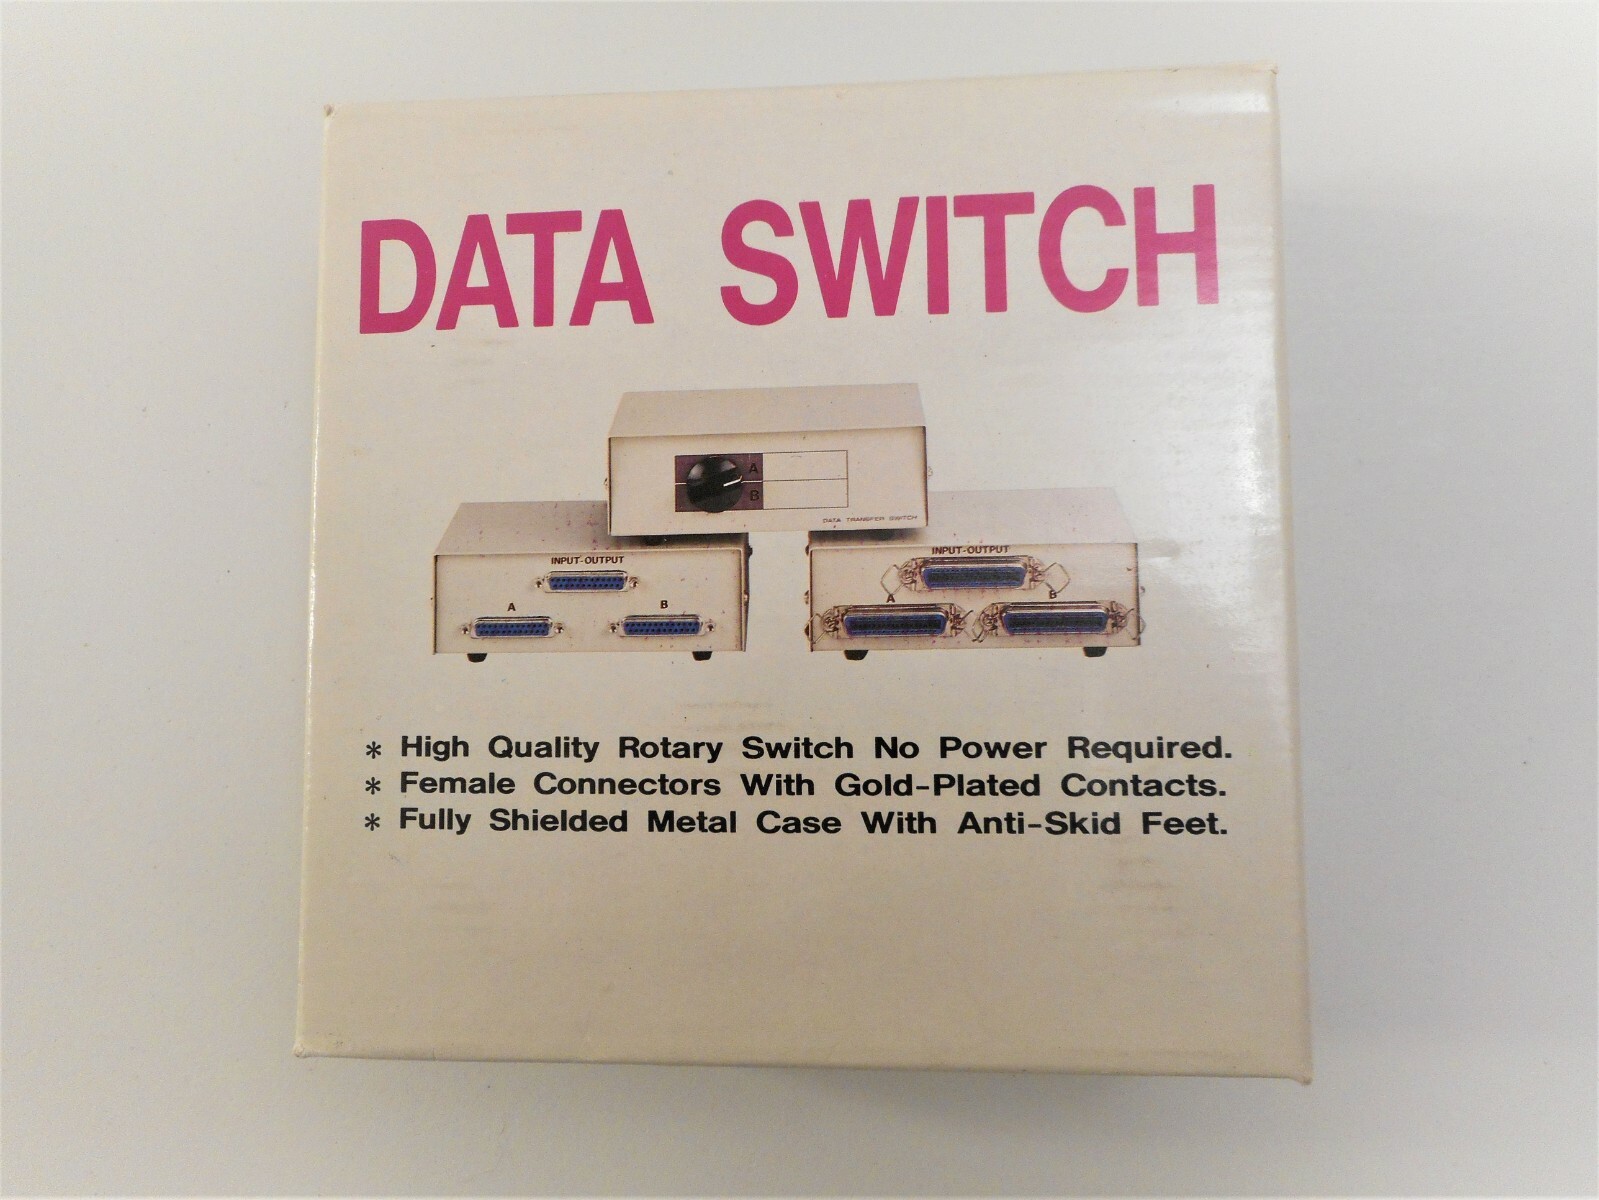 DATA SWITCH
A
B
DATA TRANSFER SWITCH
INPUT-OUTPUT
A B
INPUT-OUTPUT
A B
* High Quality Rotary Switch No Power Required.
* Female Connectors With Gold-Plated Contacts.
* Fully Shielded Metal Case With Anti-Skid Feet.